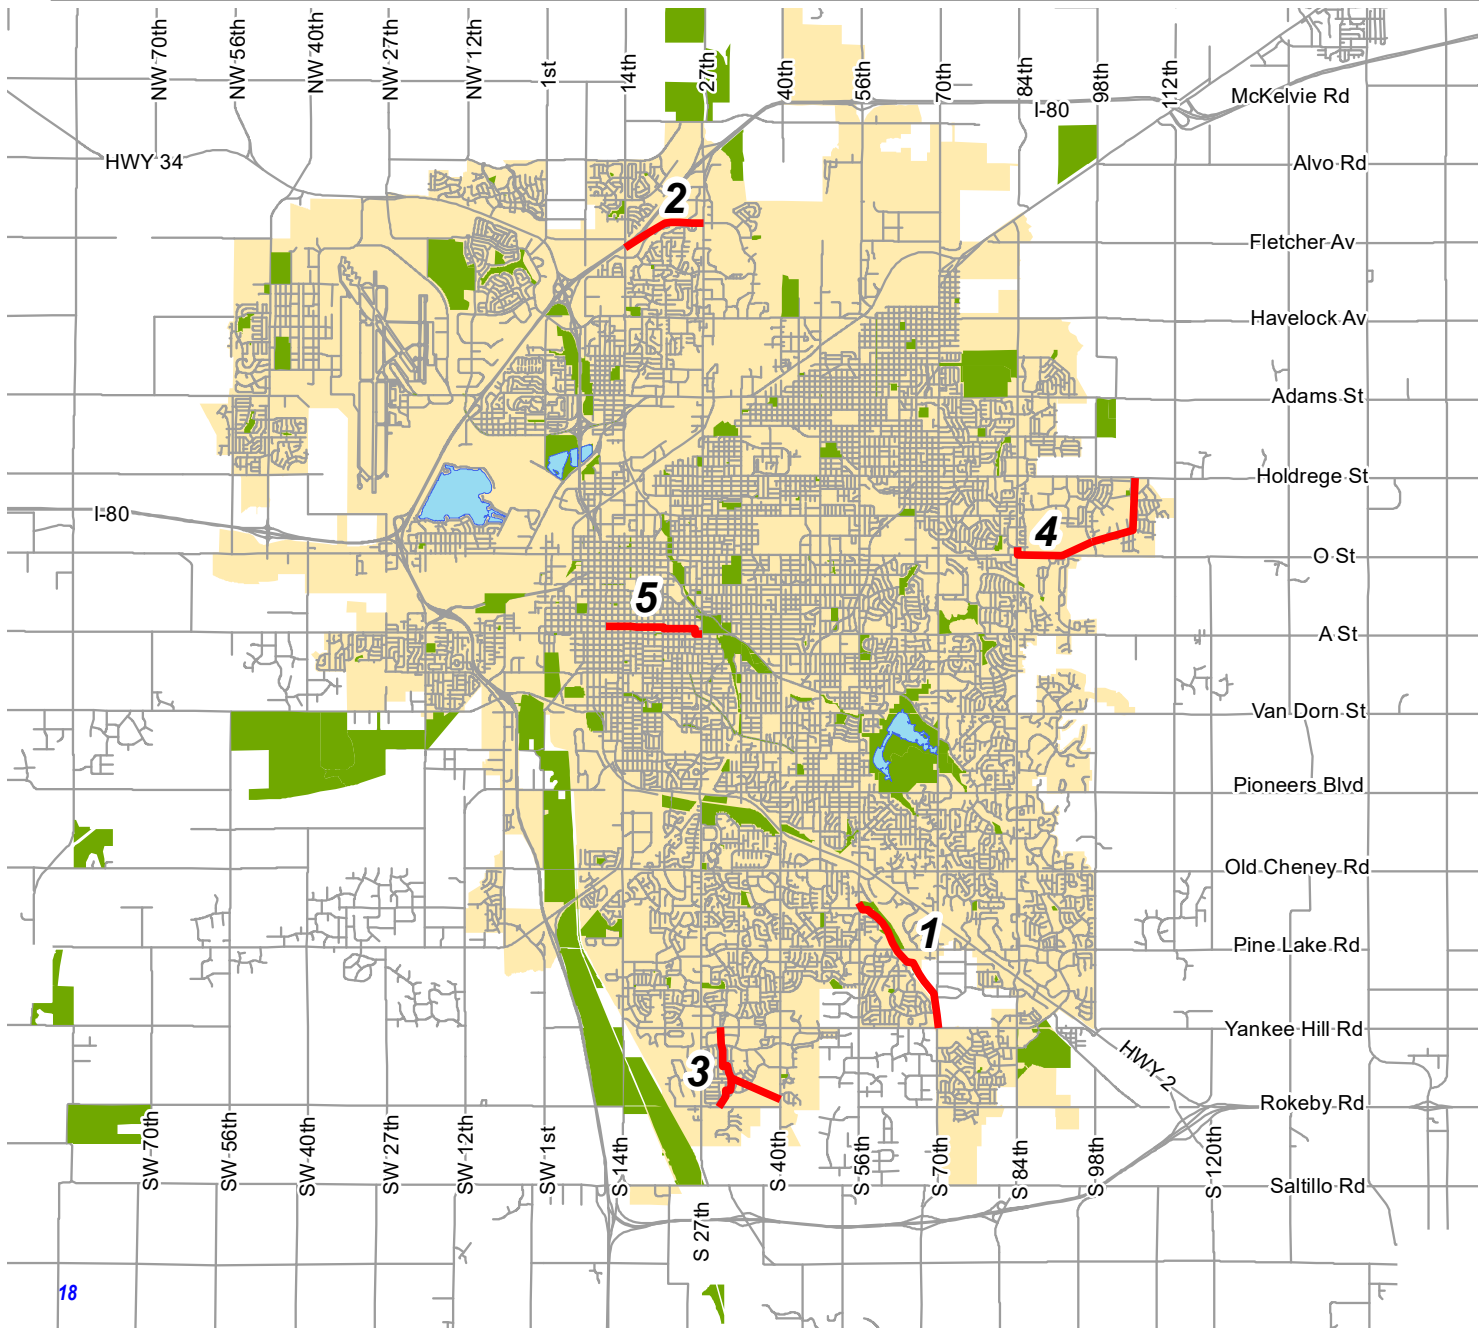 NW 70th
NW 56th
NW 40th
NW 27th
NW 12th
1st
14th
27th
40th
56th
70th
84th
98th
112th
McKelvie Rd
I-80
HWY 34
Alvo Rd
2
Fletcher Av
Havelock Av
Adams St
Holdrege St
I-80
4
O St
5
A St
Van Dorn St
Pioneers Blvd
Old Cheney Rd
1
Pine Lake Rd
Yankee Hill Rd
HWY 2
3
Rokeby Rd
SW 70th
SW 56th
SW 40th
SW 27th
SW 12th
SW 1st
S 14th
S 27th
S 40th
S 56th
S 70th
S 84th
S 98th
S 120th
Saltillo Rd
18